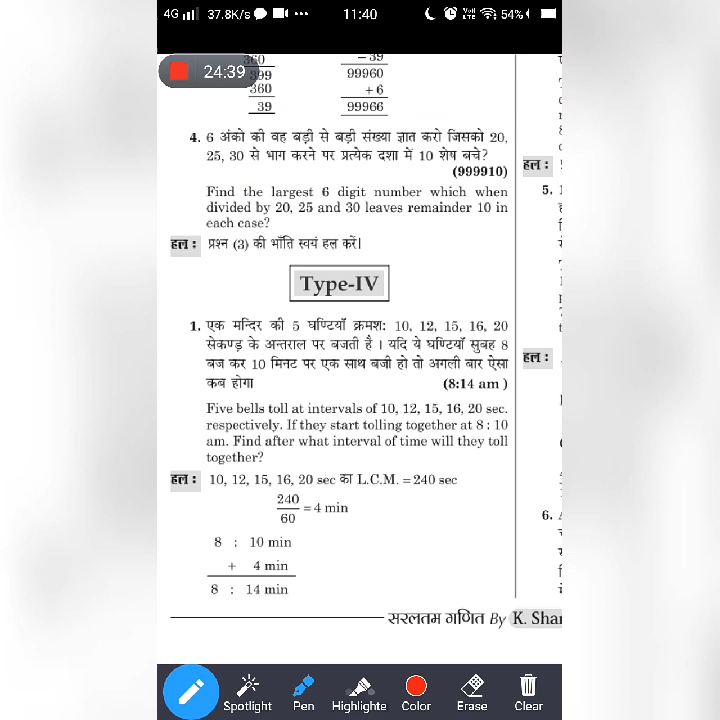 4G 37.8K/s ••• 11:40 Vo)) LTE 54%
24:39
360
399
360
39
– 39
99960
+ 6
99966
4. 6 अंको की वह बड़ी से बड़ी संख्या ज्ञात करो जिसको 20,
25, 30 से भाग करने पर प्रत्येक दशा में 10 शेष बचे?
(999910)
Find the largest 6 digit number which when
divided by 20, 25 and 30 leaves remainder 10 in
each case?
हल : प्रश्न (3) की भाँति स्वयं हल करें।
Type-IV
1. एक मन्दिर की 5 घण्टियाँ क्रमश: 10, 12, 15, 16, 20
सेकण्ड के अन्तराल पर बजती है । यदि ये घण्टियाँ सुबह 8
बज कर 10 मिनट पर एक साथ बजी हो तो अगली बार ऐसा
कब होगा (8:14 am )
Five bells toll at intervals of 10, 12, 15, 16, 20 sec.
respectively. If they start tolling together at 8 : 10
am. Find after what interval of time will they toll
together?
हल : 10, 12, 15, 16, 20 sec का L.C.M. = 240 sec
240
60
= 4 min
8 : 10 min
+ 4 min
8 : 14 min
सरलतम गणित By K. Shar
हल :
5.
हल :
6.
Spotlight Pen Highlighte Color Erase Clear